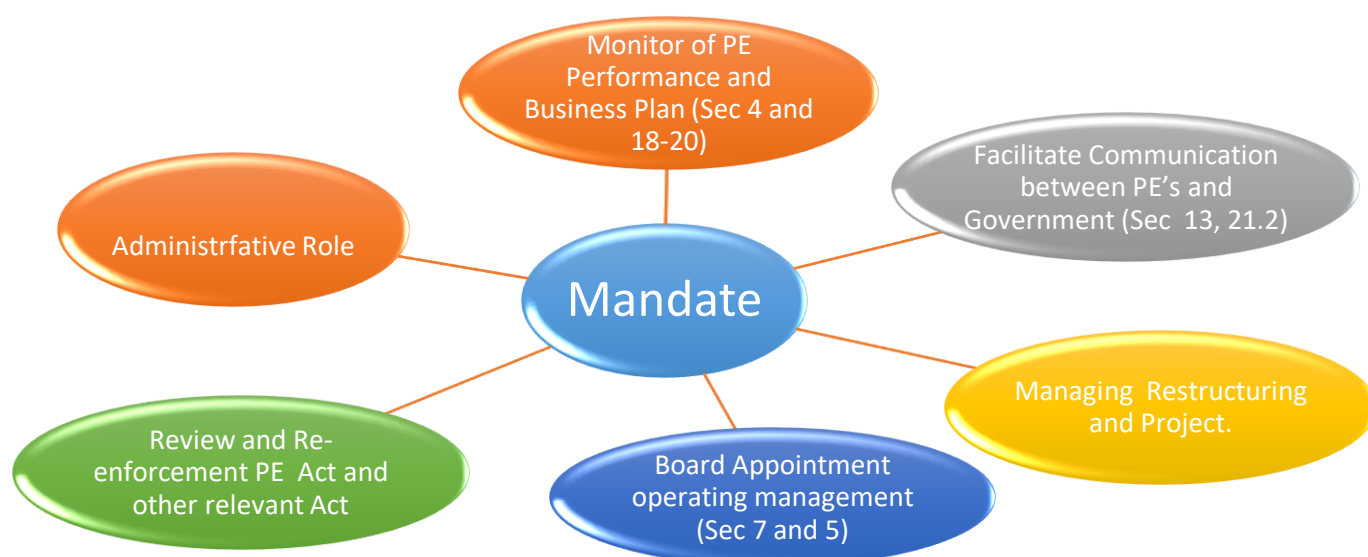 Monitor of PE
Performance and
Business Plan (Sec 4 and
18-20)
Facilitate Communication
between PE’s and
Government (Sec  13, 21.2)
Administrfative Role
Mandate
Managing  Restructuring
and Project.
Review and Re-
enforcement PE  Act and
other relevant Act
Board Appointment
operating management
(Sec 7 and 5)